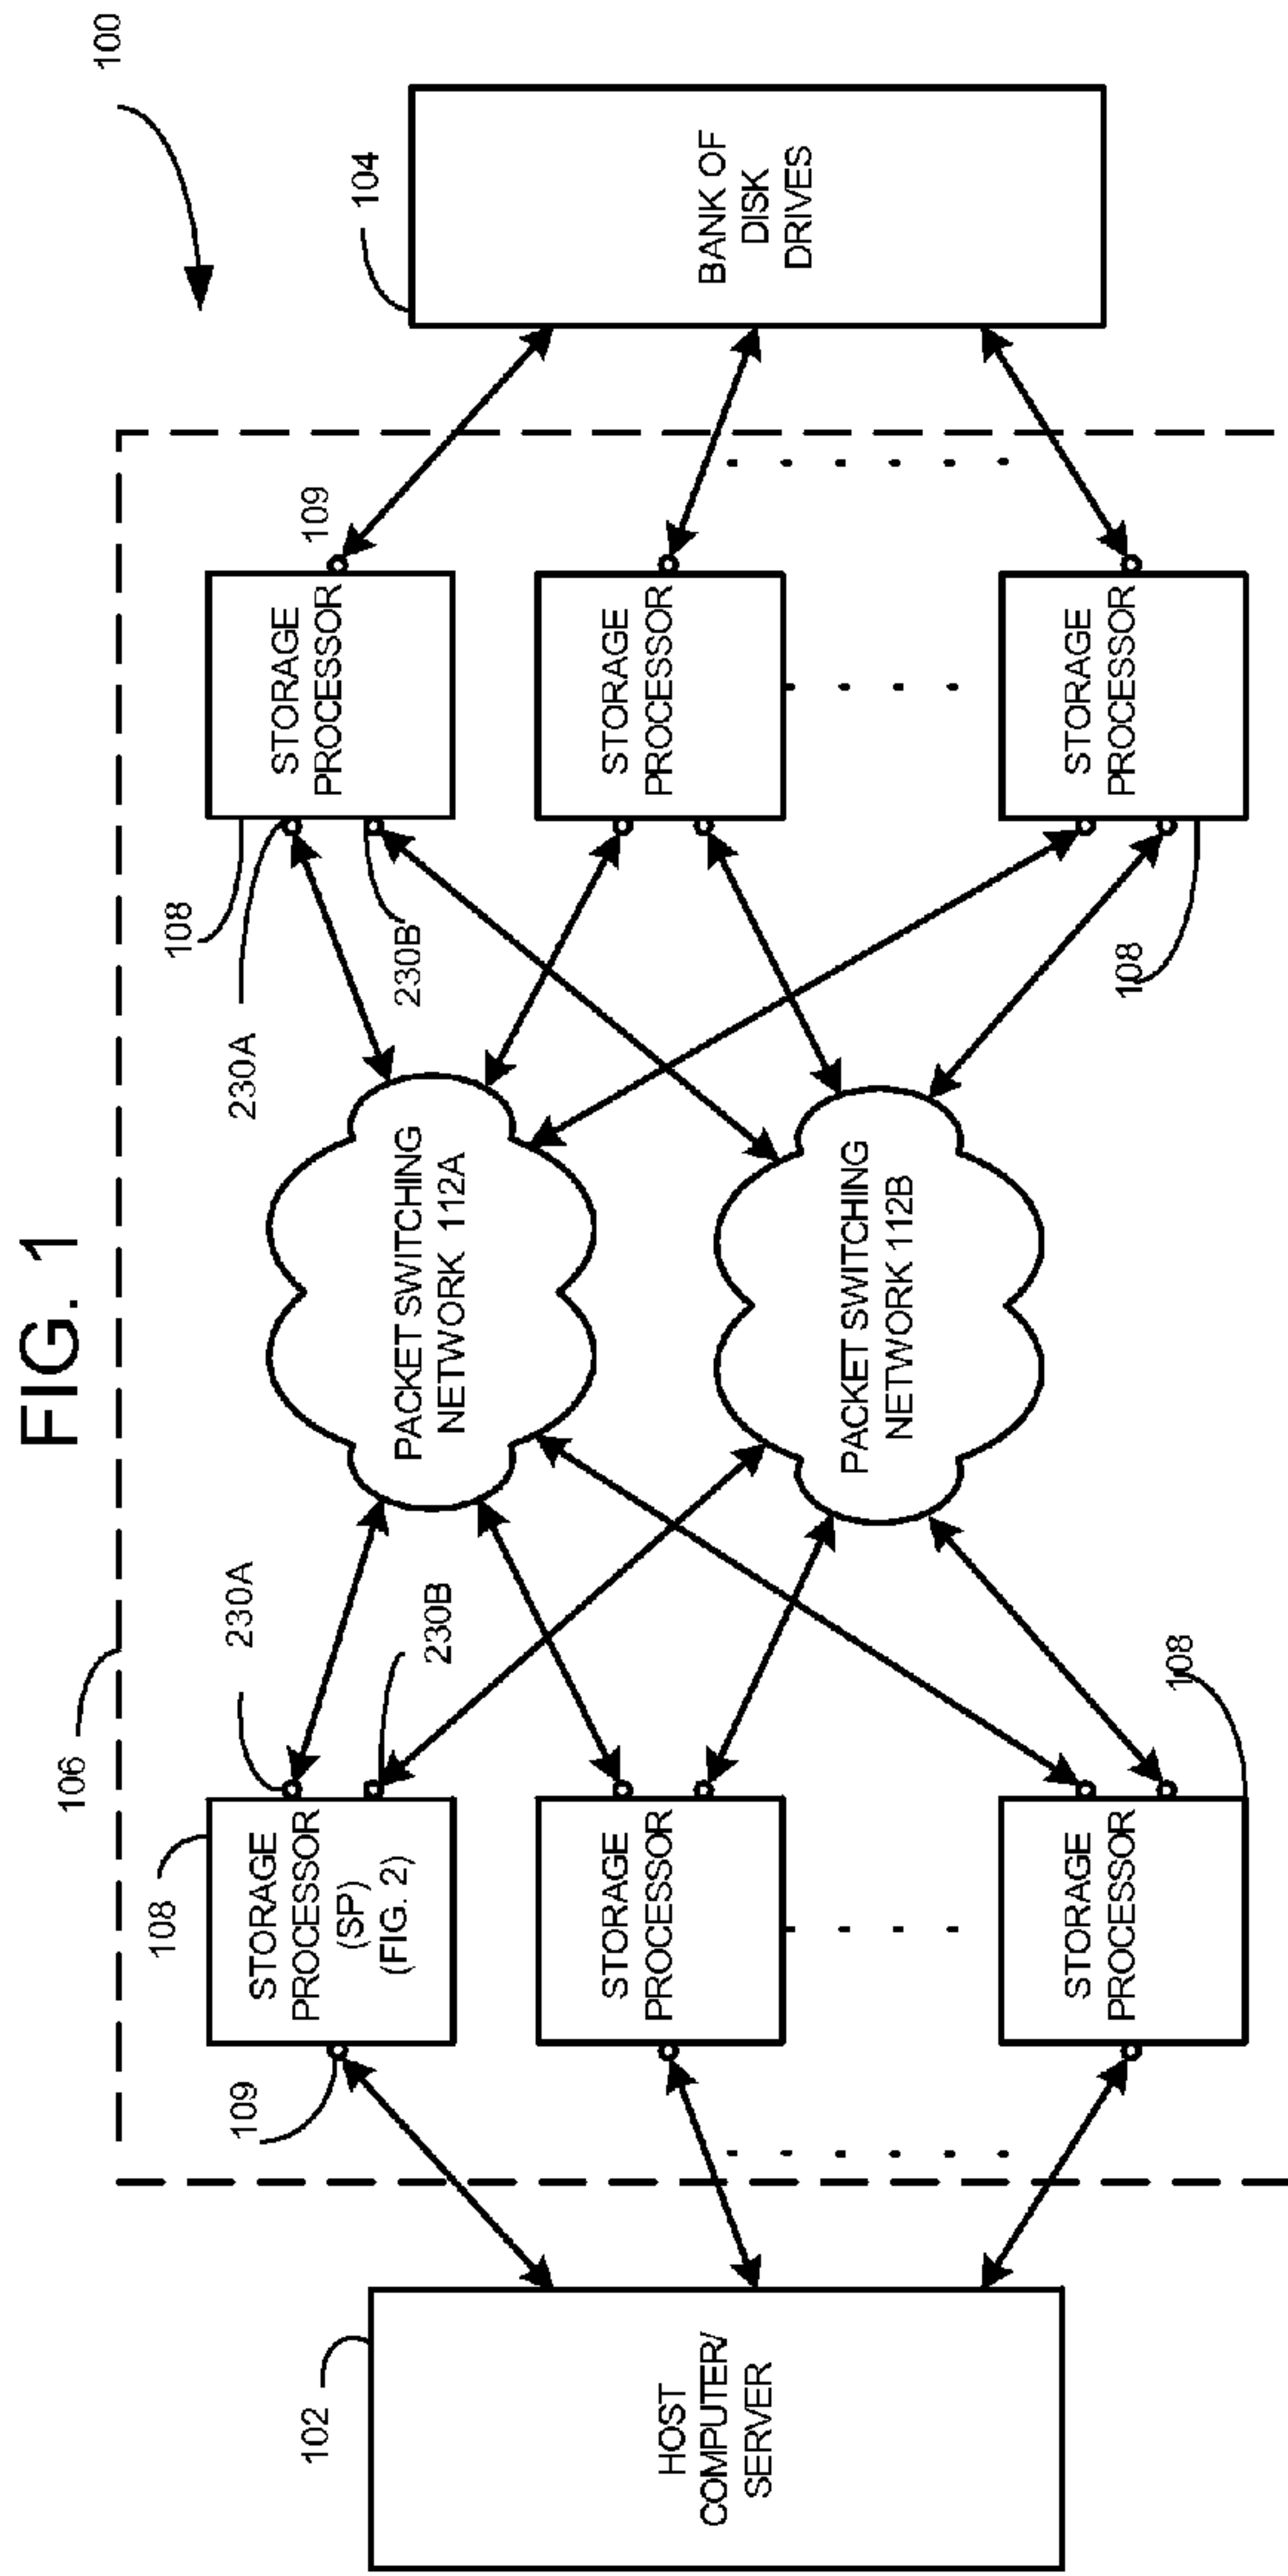 FIG. 1
100
106
102
HOST
COMPUTER/
SERVER
109
108
STORAGE
PROCESSOR
(SP)
(FIG. 2)
230A
230B
STORAGE
PROCESSOR
STORAGE
PROCESSOR
108
PACKET SWITCHING
NETWORK 112A
PACKET SWITCHING
NETWORK 112B
230A
108
230B
STORAGE
PROCESSOR
109
STORAGE
PROCESSOR
STORAGE
PROCESSOR
108
104
BANK OF
DISK
DRIVES